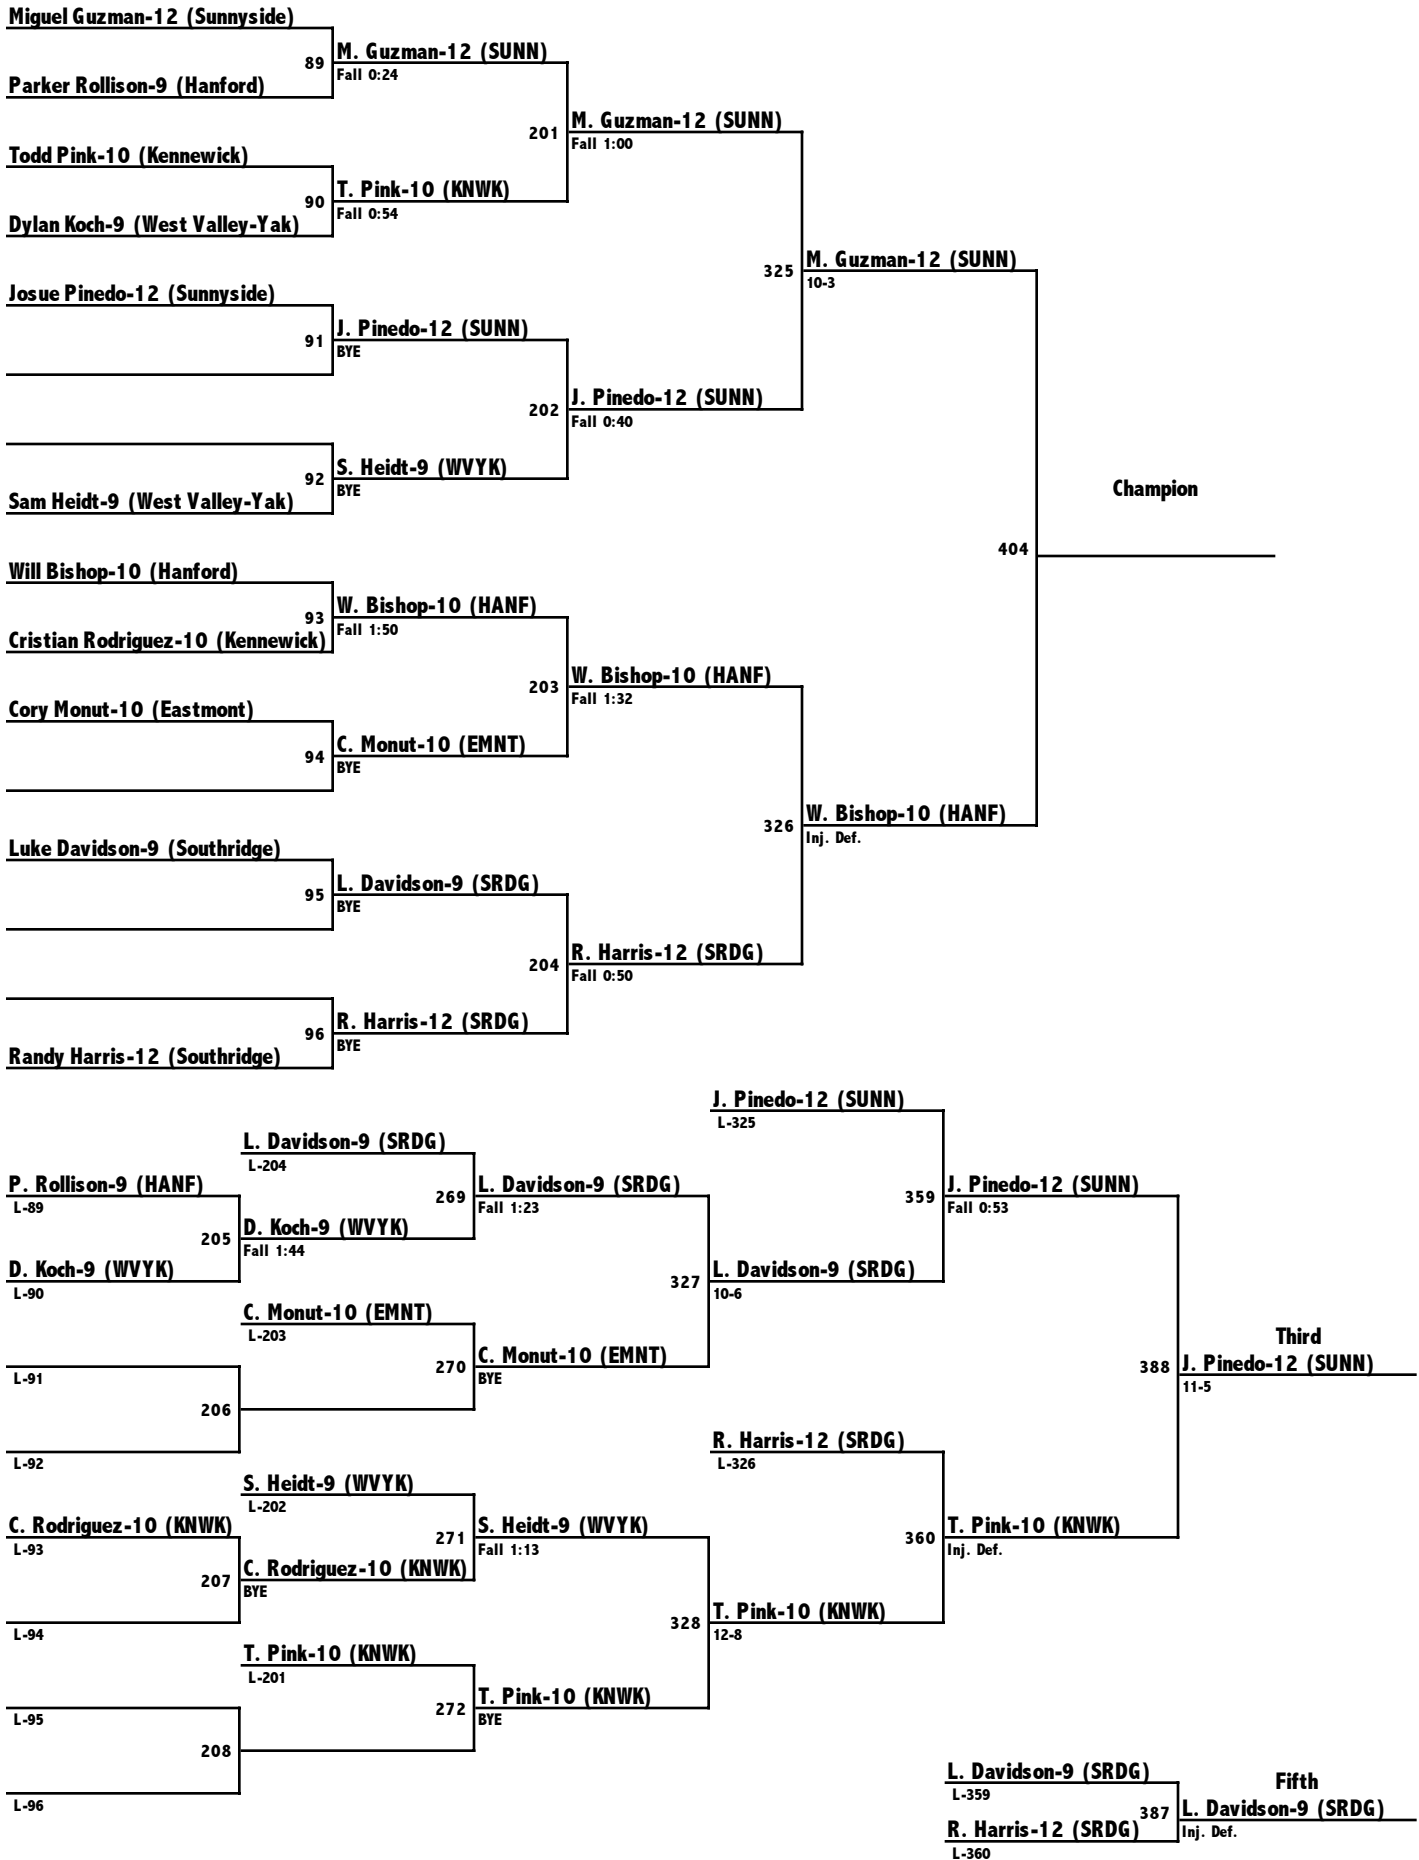 Miguel Guzman-12 (Sunnyside)
89
M. Guzman-12 (SUNN)
Fall 0:24
Parker Rollison-9 (Hanford)
201
M. Guzman-12 (SUNN)
Fall 1:00
Todd Pink-10 (Kennewick)
90
T. Pink-10 (KNWK)
Fall 0:54
Dylan Koch-9 (West Valley-Yak)
325
M. Guzman-12 (SUNN)
10-3
Josue Pinedo-12 (Sunnyside)
91
J. Pinedo-12 (SUNN)
BYE
202
J. Pinedo-12 (SUNN)
Fall 0:40
92
S. Heidt-9 (WVYK)
BYE
Sam Heidt-9 (West Valley-Yak)
Champion
404
Will Bishop-10 (Hanford)
93
W. Bishop-10 (HANF)
Fall 1:50
Cristian Rodriguez-10 (Kennewick)
203
W. Bishop-10 (HANF)
Fall 1:32
Cory Monut-10 (Eastmont)
94
C. Monut-10 (EMNT)
BYE
326
W. Bishop-10 (HANF)
Inj. Def.
Luke Davidson-9 (Southridge)
95
L. Davidson-9 (SRDG)
BYE
204
R. Harris-12 (SRDG)
Fall 0:50
96
R. Harris-12 (SRDG)
BYE
Randy Harris-12 (Southridge)
J. Pinedo-12 (SUNN)
L-325
L. Davidson-9 (SRDG)
L-204
P. Rollison-9 (HANF)
L-89
269
L. Davidson-9 (SRDG)
Fall 1:23
359
J. Pinedo-12 (SUNN)
Fall 0:53
205
D. Koch-9 (WVYK)
Fall 1:44
D. Koch-9 (WVYK)
L-90
327
L. Davidson-9 (SRDG)
10-6
C. Monut-10 (EMNT)
L-203
270
C. Monut-10 (EMNT)
BYE
L-91
206
L-92
Third
388
J. Pinedo-12 (SUNN)
11-5
R. Harris-12 (SRDG)
L-326
S. Heidt-9 (WVYK)
L-202
C. Rodriguez-10 (KNWK)
L-93
271
S. Heidt-9 (WVYK)
Fall 1:13
360
T. Pink-10 (KNWK)
Inj. Def.
207
C. Rodriguez-10 (KNWK)
BYE
L-94
328
T. Pink-10 (KNWK)
12-8
T. Pink-10 (KNWK)
L-201
272
T. Pink-10 (KNWK)
BYE
L-95
208
L-96
L. Davidson-9 (SRDG)
L-359
Fifth
387
L. Davidson-9 (SRDG)
Inj. Def.
R. Harris-12 (SRDG)
L-360